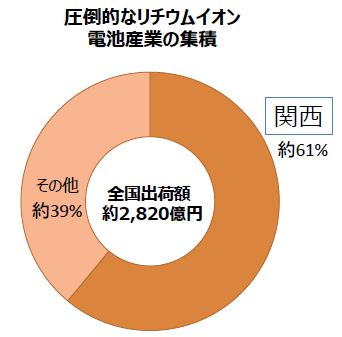 圧倒的なリチウムイオン
電池産業の集積
関西
約61%
その他
約39%
全国出荷額
約2,820億円